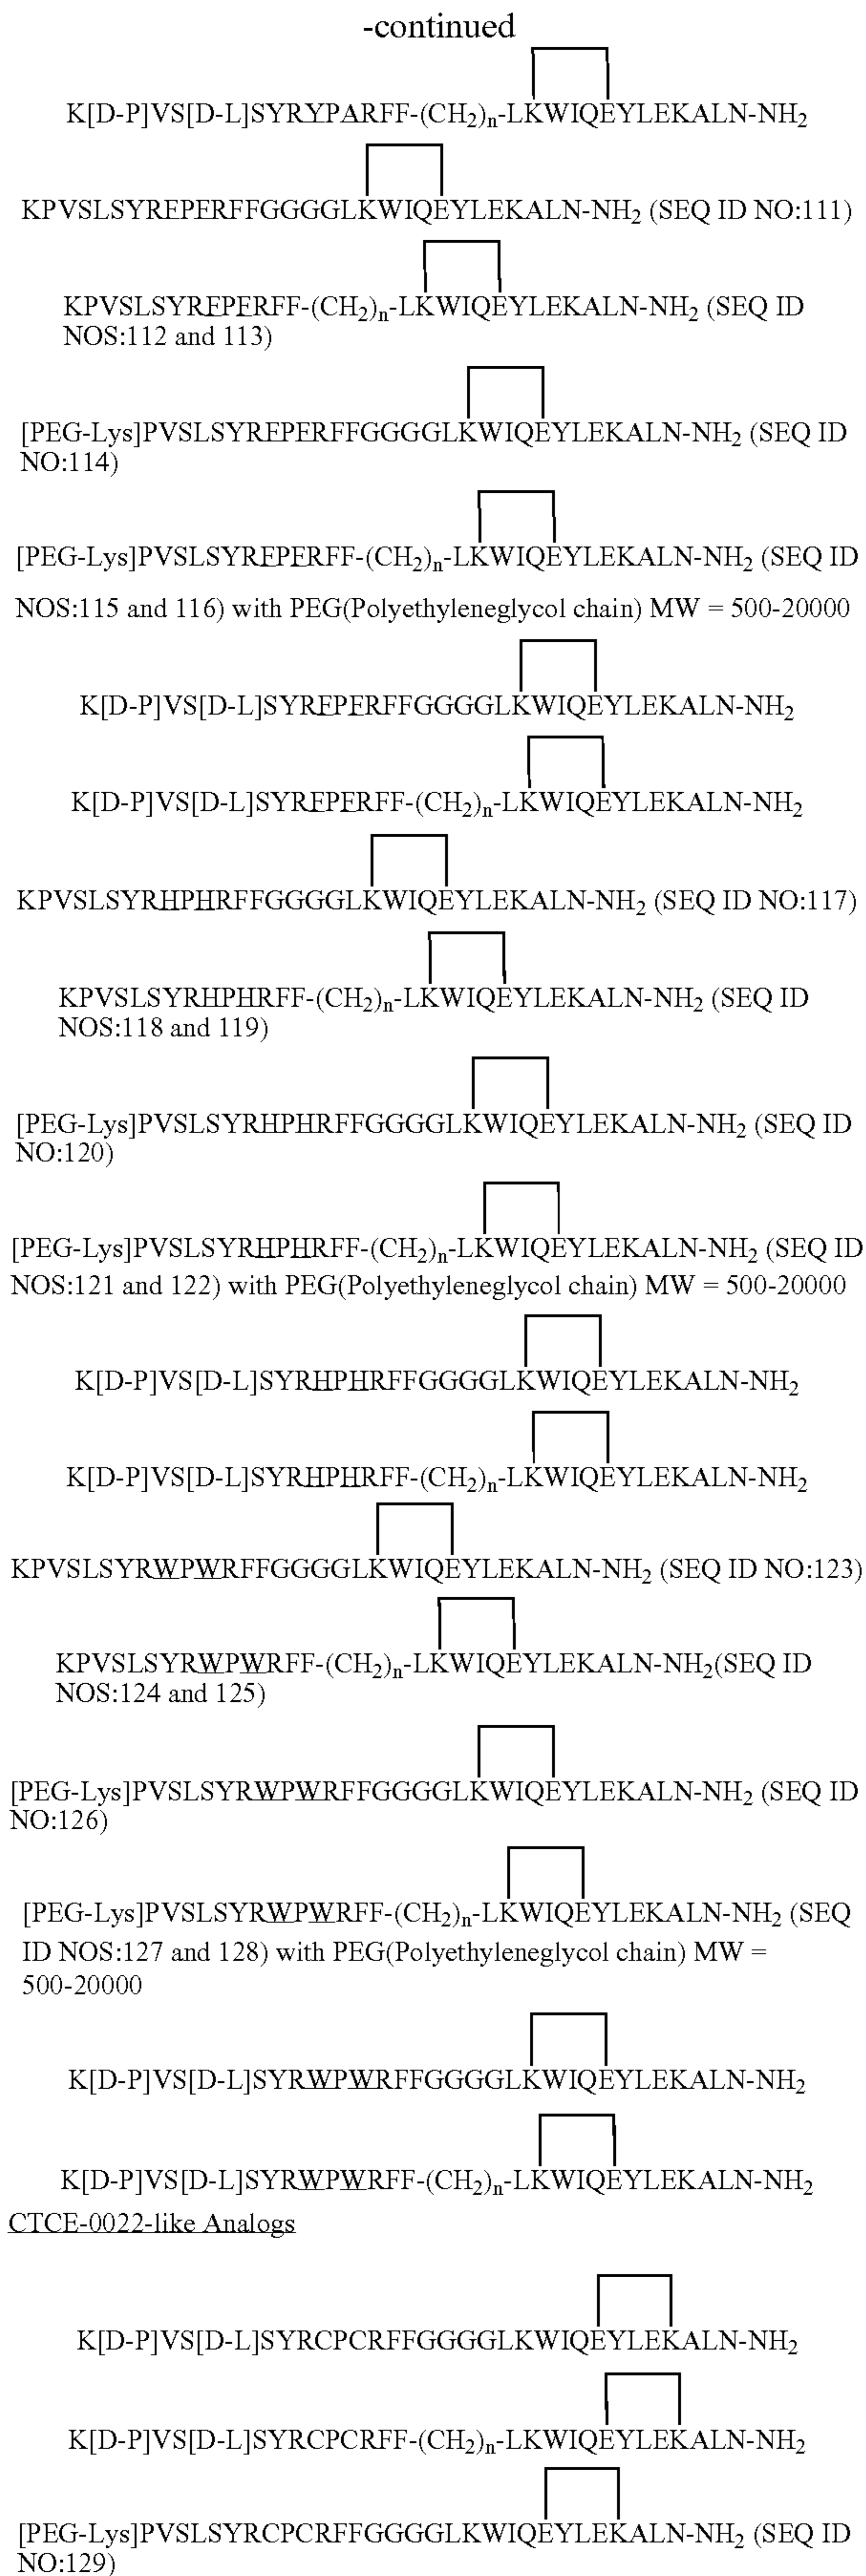 -continued
K[D-P]VS[D-L]SYRYPARFF-(CH₂)ₙ-LKWIQEYLEKALN-NH₂
KPVSLSYRFPFRFFGGGGLKWIQEYLEKALN-NH₂ (SEQ ID NO:111)
KPVSLSYRFPFRFF-(CH₂)ₙ-LKWIQEYLEKALN-NH₂ (SEQ ID
NOS:112 and 113)
[PEG-Lys]PVSLSYRFPFRFFGGGGLKWIQEYLEKALN-NH₂ (SEQ ID
NO:114)
[PEG-Lys]PVSLSYRFPFRFF-(CH₂)ₙ-LKWIQEYLEKALN-NH₂ (SEQ ID
NOS:115 and 116) with PEG(Polyethyleneglycol chain) MW = 500-20000
K[D-P]VS[D-L]SYRFPFRFFGGGGLKWIQEYLEKALN-NH₂
K[D-P]VS[D-L]SYRFPFRFF-(CH₂)ₙ-LKWIQEYLEKALN-NH₂
KPVSLSYRHPHRFFGGGGLKWIQEYLEKALN-NH₂ (SEQ ID NO:117)
KPVSLSYRHPHRFF-(CH₂)ₙ-LKWIQEYLEKALN-NH₂ (SEQ ID
NOS:118 and 119)
[PEG-Lys]PVSLSYRHPHRFFGGGGLKWIQEYLEKALN-NH₂ (SEQ ID
NO:120)
[PEG-Lys]PVSLSYRHPHRFF-(CH₂)ₙ-LKWIQEYLEKALN-NH₂ (SEQ ID
NOS:121 and 122) with PEG(Polyethyleneglycol chain) MW = 500-20000
K[D-P]VS[D-L]SYRHPHRFFGGGGLKWIQEYLEKALN-NH₂
K[D-P]VS[D-L]SYRHPHRFF-(CH₂)ₙ-LKWIQEYLEKALN-NH₂
KPVSLSYRWPWRFFGGGGLKWIQEYLEKALN-NH₂ (SEQ ID NO:123)
KPVSLSYRWPWRFF-(CH₂)ₙ-LKWIQEYLEKALN-NH₂(SEQ ID
NOS:124 and 125)
[PEG-Lys]PVSLSYRWPWRFFGGGGLKWIQEYLEKALN-NH₂ (SEQ ID
NO:126)
[PEG-Lys]PVSLSYRWPWRFF-(CH₂)ₙ-LKWIQEYLEKALN-NH₂ (SEQ
ID NOS:127 and 128) with PEG(Polyethyleneglycol chain) MW =
500-20000
K[D-P]VS[D-L]SYRWPWRFFGGGGLKWIQEYLEKALN-NH₂
K[D-P]VS[D-L]SYRWPWRFF-(CH₂)ₙ-LKWIQEYLEKALN-NH₂
CTCE-0022-like Analogs
K[D-P]VS[D-L]SYRCPCRFFGGGGLKWIQEYLEKALN-NH₂
K[D-P]VS[D-L]SYRCPCRFF-(CH₂)ₙ-LKWIQEYLEKALN-NH₂
[PEG-Lys]PVSLSYRCPCRFFGGGGLKWIQEYLEKALN-NH₂ (SEQ ID
NO:129)